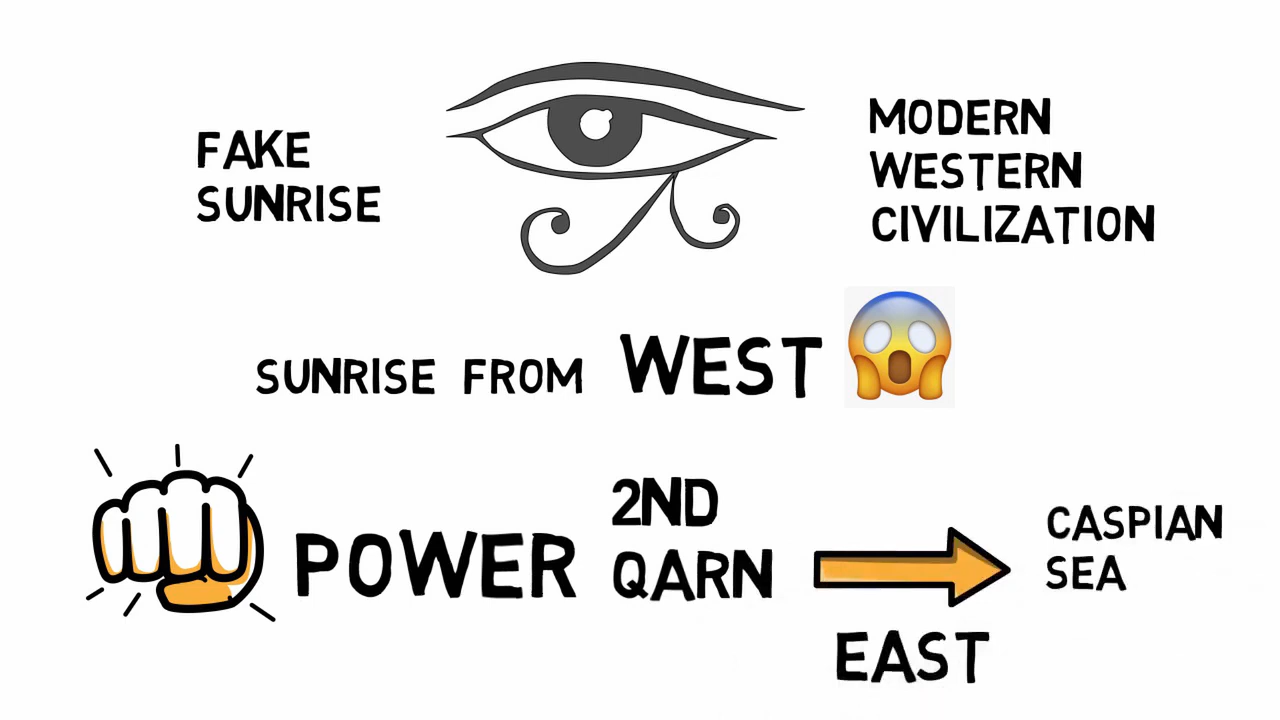 FAKE
SUNRISE
MODERN
WESTERN
CIVILIZATION
SUNRISE FROM WEST
POWER
2ND
QARN
CASPIAN
SEA
EAST